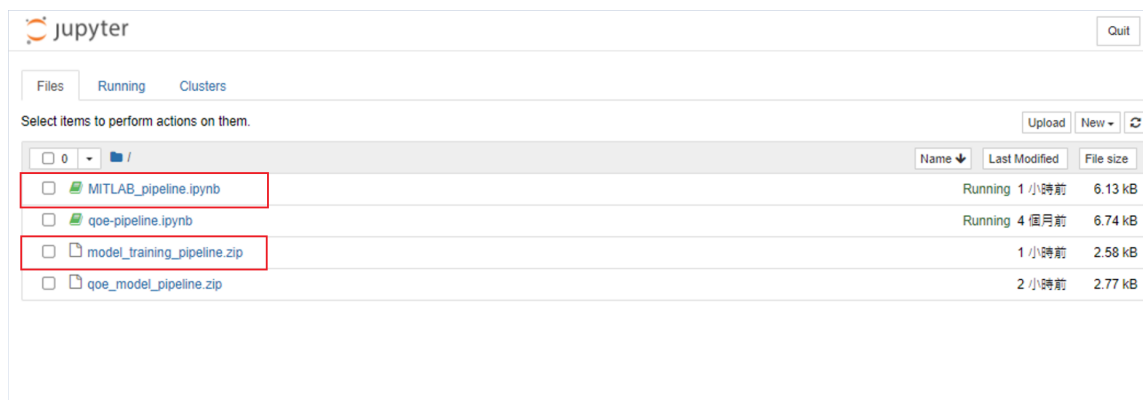 jupyter
Quit
Files Running Clusters
Select items to perform actions on them.
Upload New
0 / Name Last Modified File size
MITLAB_pipeline.ipynb Running 1 小時前 6.13 kB
qoe-pipeline.ipynb Running 4 個月前 6.74 kB
model_training_pipeline.zip 1 小時前 2.58 kB
qoe_model_pipeline.zip 2 小時前 2.77 kB